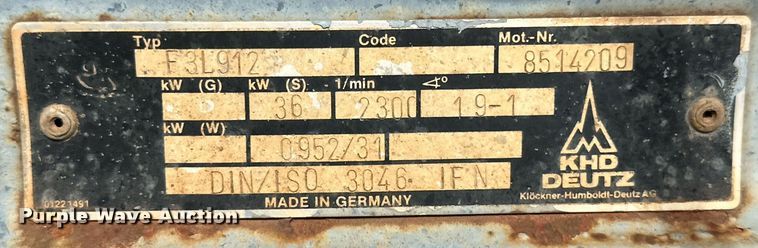 Typ Code Mot.-Nr.
F3L912 8514209
kW (G) kW (S) 1/min ∢°
36 2300 19-1
kW (W)
0952/31
DIN/ISO 3046 IFN
MADE IN GERMANY
KHD
DEUTZ
Klöckner-Humboldt-Deutz AG
01221491
Purple Wave Auction